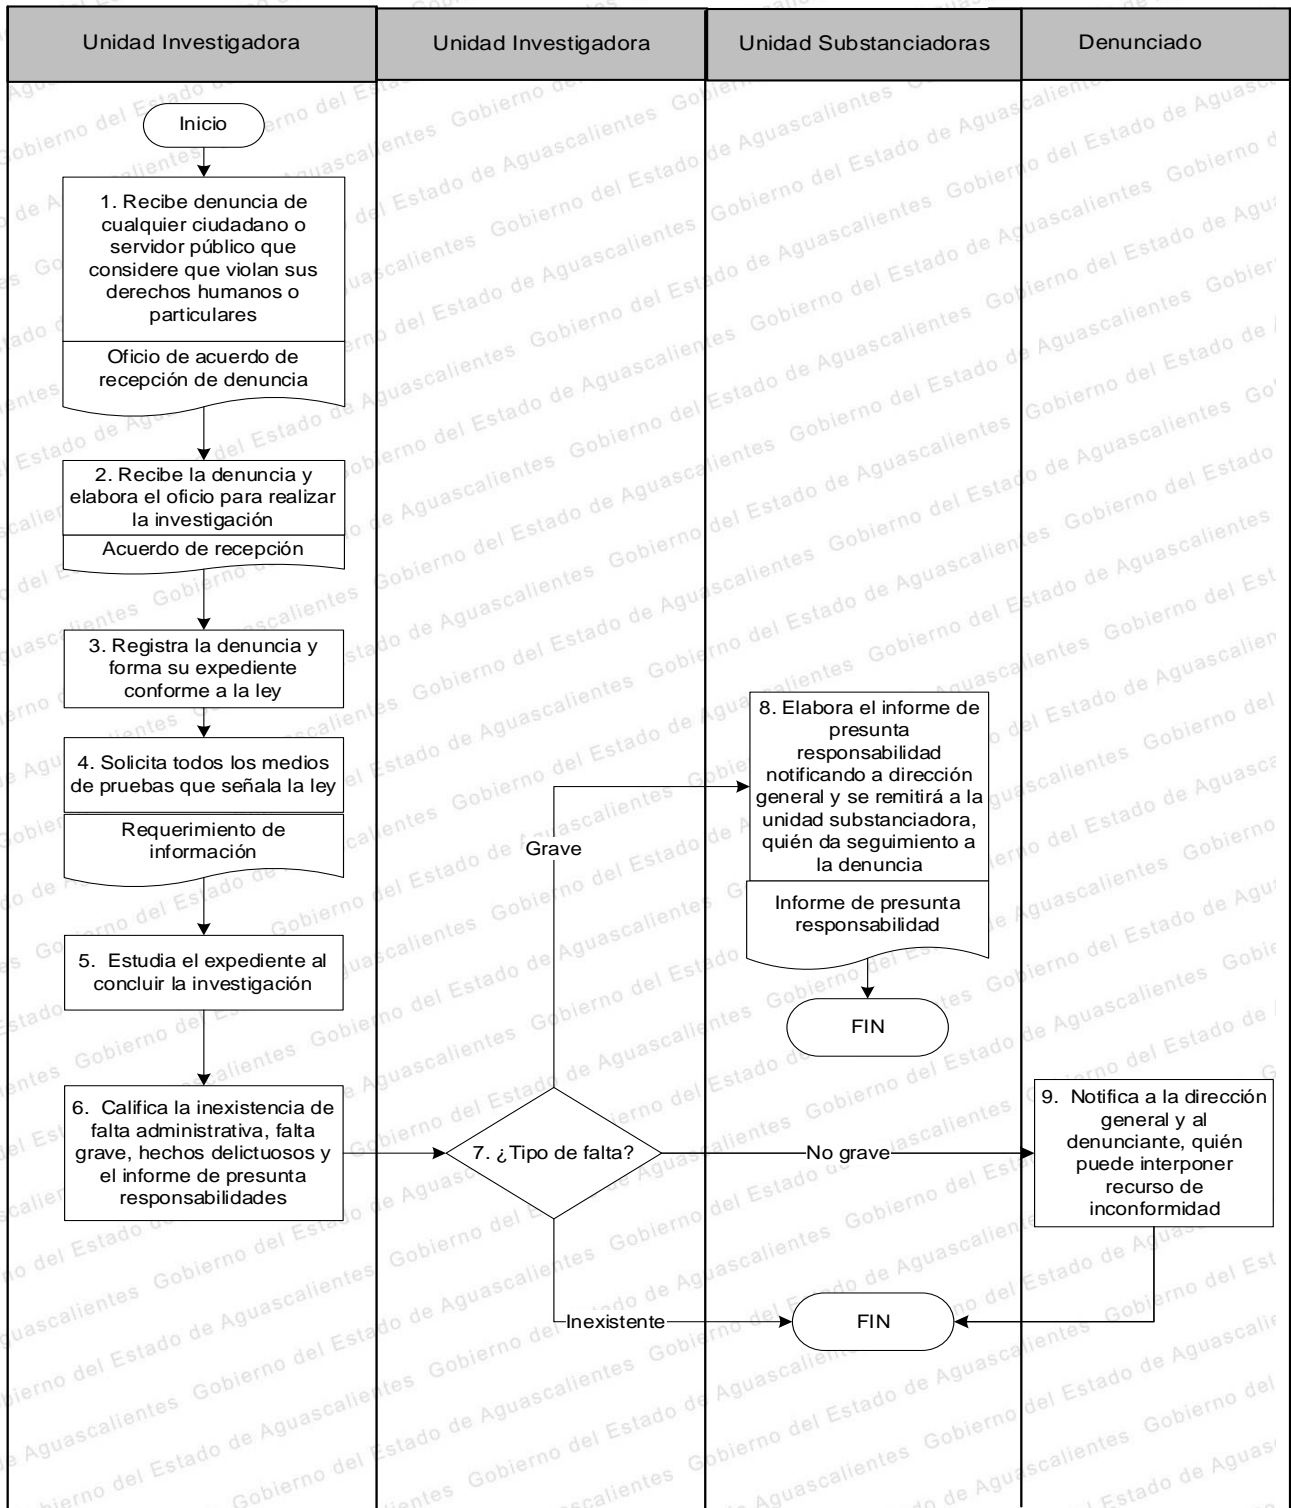 Unidad Investigadora
Unidad Investigadora
Unidad Substanciadoras
Denunciado
Inicio
1. Recibe denuncia de
cualquier ciudadano o
servidor público que
considere que violan sus
derechos humanos o
particulares
Oficio de acuerdo de
recepción de denuncia
2. Recibe la denuncia y
elabora el oficio para realizar
la investigación
Acuerdo de recepción
3. Registra la denuncia y
forma su expediente
conforme a la ley
4. Solicita todos los medios
de pruebas que señala la ley
Requerimiento de
información
5. Estudia el expediente al
concluir la investigación
6. Califica la inexistencia de
falta administrativa, falta
grave, hechos delictuosos y
el informe de presunta
responsabilidades
7. ¿Tipo de falta?
Grave
No grave
Inexistente
8. Elabora el informe de
presunta
responsabilidad
notificando a dirección
general y se remitirá a la
unidad substanciadora,
quién da seguimiento a
la denuncia
Informe de presunta
responsabilidad
FIN
9. Notifica a la dirección
general y al
denunciante, quién
puede interponer
recurso de
inconformidad
FIN
Gobierno del Estado de Aguascalientes